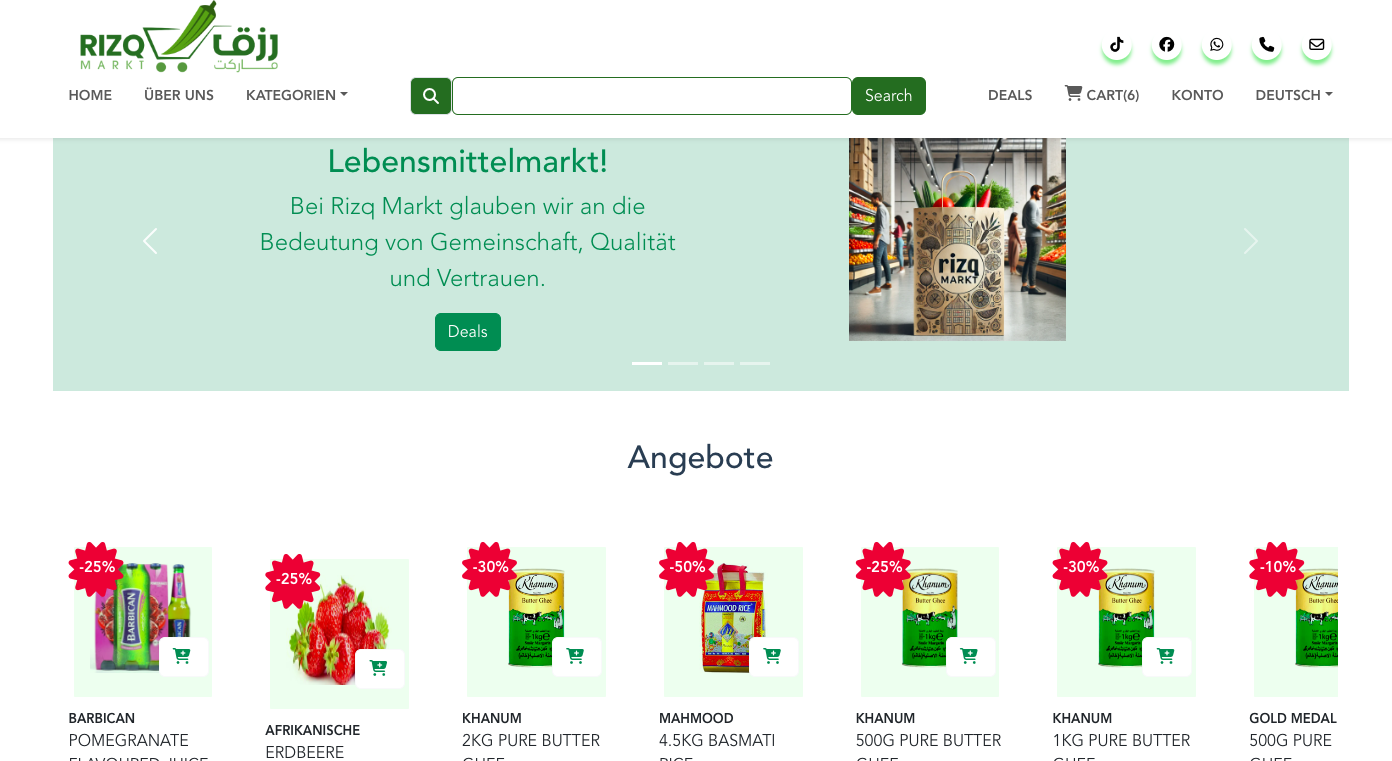 RIZQ رزق
MARKT ماركت
HOME ÜBER UNS KATEGORIEN Search DEALS CART(6) KONTO DEUTSCH
Lebensmittelmarkt!
Bei Rizq Markt glauben wir an die
Bedeutung von Gemeinschaft, Qualität
und Vertrauen.
Deals
rizq
MARKT
Angebote
-25% -25% -30% -50% -25% -30% -10%
BARBICAN
Khanum
Butter Ghee
1kg
MAHMOOD RICE
Khanum
Butter Ghee
1kg
Khanum
Butter Ghee
1kg
Khanum
BARBICAN
POMEGRANATE
FLAVOURED JUICE
AFRIKANISCHE
ERDBEERE
KHANUM
2KG PURE BUTTER
GHEE
MAHMOOD
4.5KG BASMATI
RICE
KHANUM
500G PURE BUTTER
GHEE
KHANUM
1KG PURE BUTTER
GHEE
GOLD MEDAL
500G PURE
GHEE